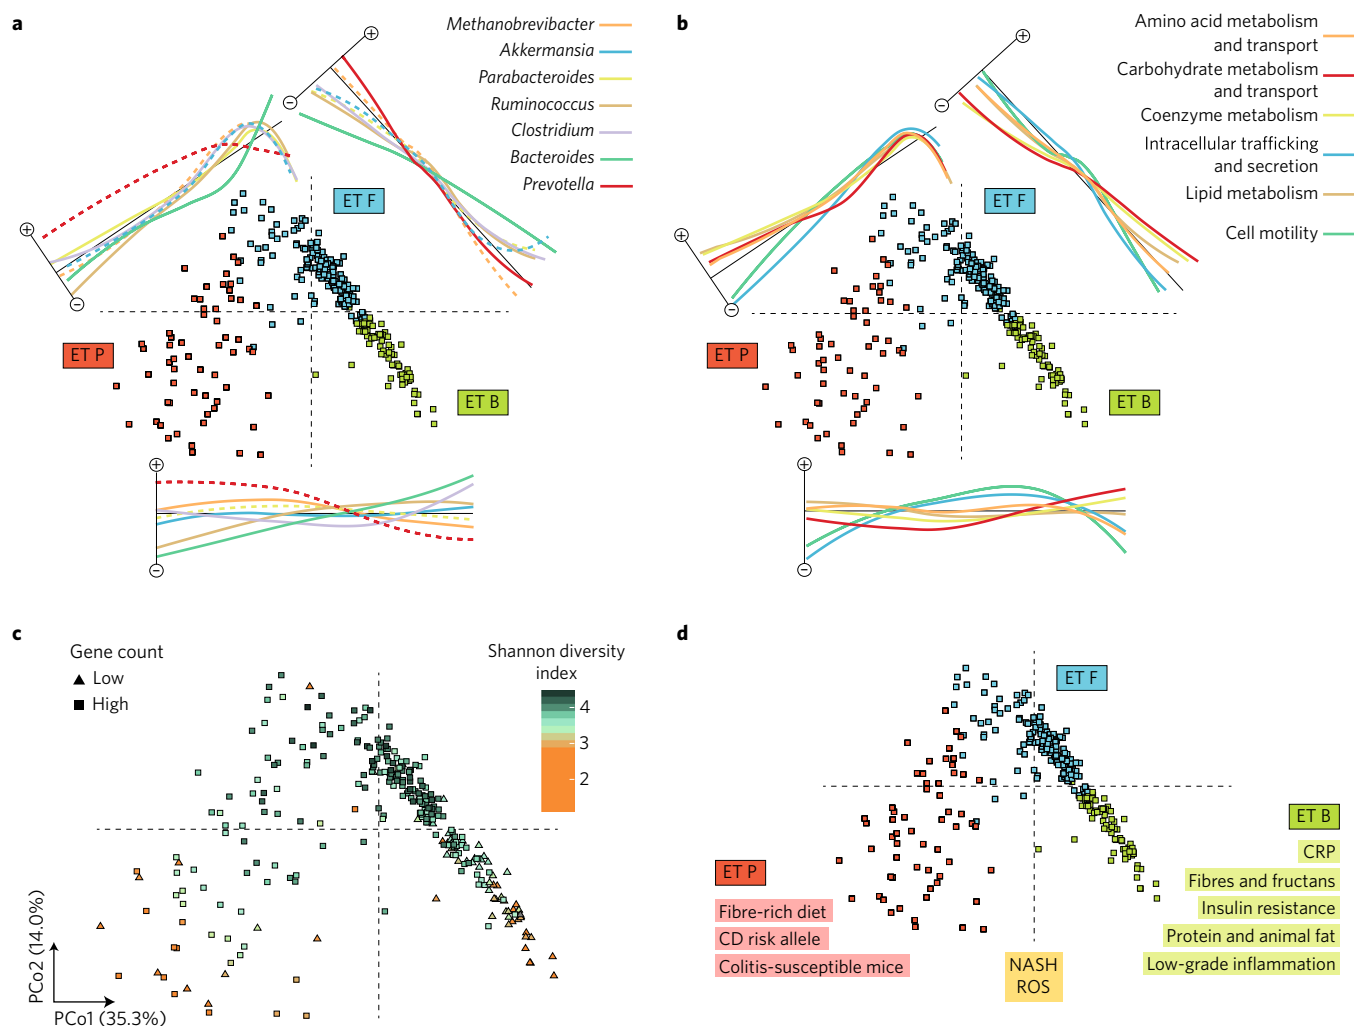 a
Methanobrevibacter
Akkermansia
Parabacteroides
Ruminococcus
Clostridium
Bacteroides
Prevotella
+
−
+
−
ET F
ET P
ET B
+
−
b
Amino acid metabolism
and transport
Carbohydrate metabolism
and transport
Coenzyme metabolism
Intracellular trafficking
and secretion
Lipid metabolism
Cell motility
+
−
+
−
ET F
ET P
ET B
+
−
c
Gene count
Low
High
Shannon diversity
index
4
3
2
PCo2 (14.0%)
PCo1 (35.3%)
d
ET F
ET B
CRP
Fibres and fructans
Insulin resistance
Protein and animal fat
Low-grade inflammation
ET P
Fibre-rich diet
CD risk allele
Colitis-susceptible mice
NASH
ROS